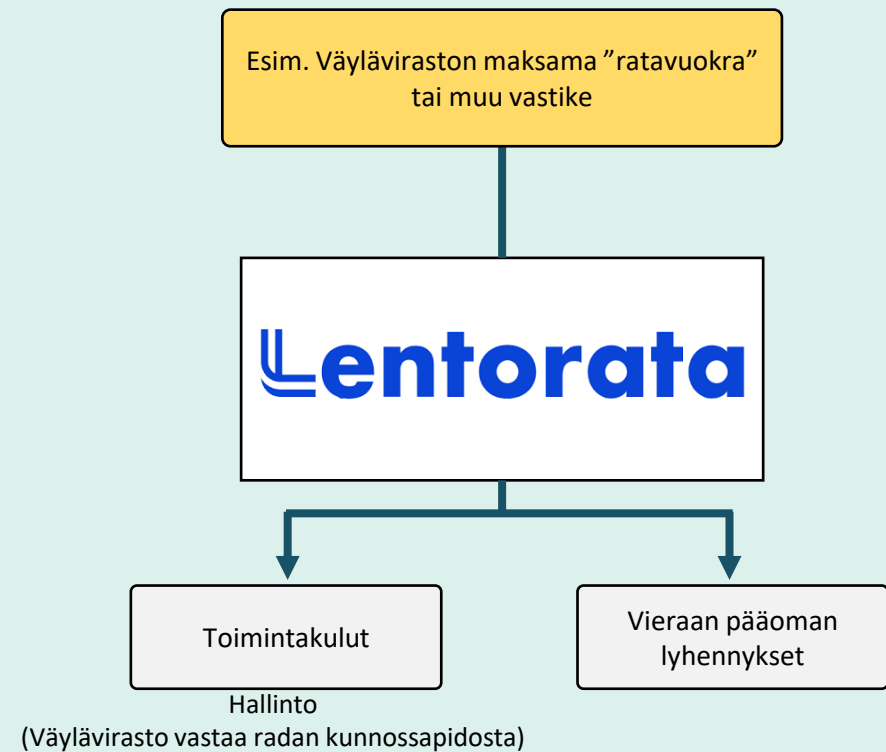 Esim. Väyläviraston maksama ”ratavuokra”
tai muu vastike
Lentorata
Toimintakulut
Vieraan pääoman
lyhennykset
Hallinto
(Väylävirasto vastaa radan kunnossapidosta)